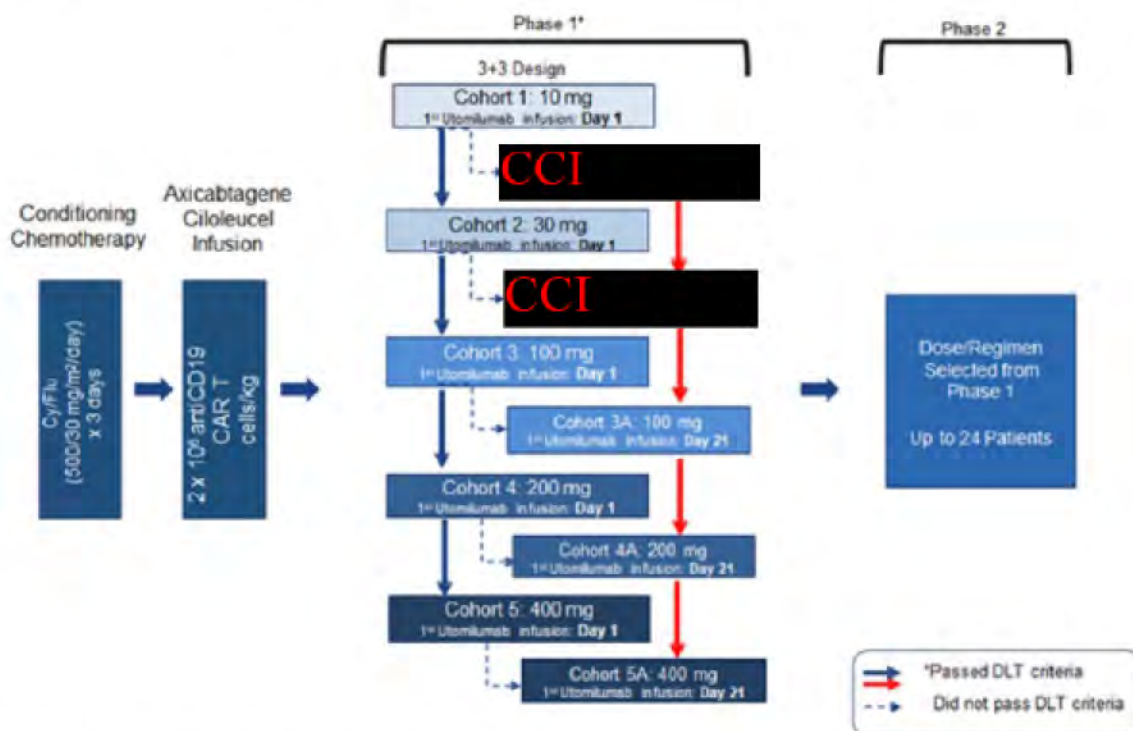 Phase 1*
Phase 2
3+3 Design
Cohort 1: 10 mg
1st Utomilumab infusion: Day 1
CCI
Axicabtagene
Ciloleucel
Infusion
Conditioning
Chemotherapy
Cohort 2: 30 mg
1st Utomilumab infusion: Day 1
CCI
Cy/Flu
(500/30 mg/m²/day)
x 3 days
2 x 10⁶ anti/CD19
CAR T
cells/kg
Cohort 3: 100 mg
1st Utomilumab infusion: Day 1
Cohort 3A: 100 mg
1st Utomilumab infusion: Day 21
Cohort 4: 200 mg
1st Utomilumab infusion: Day 1
Cohort 4A: 200 mg
1st Utomilumab infusion: Day 21
Cohort 5: 400 mg
1st Utomilumab infusion: Day 1
Cohort 5A: 400 mg
1st Utomilumab infusion: Day 21
Dose/Regimen
Selected from
Phase 1
Up to 24 Patients
*Passed DLT criteria
Did not pass DLT criteria